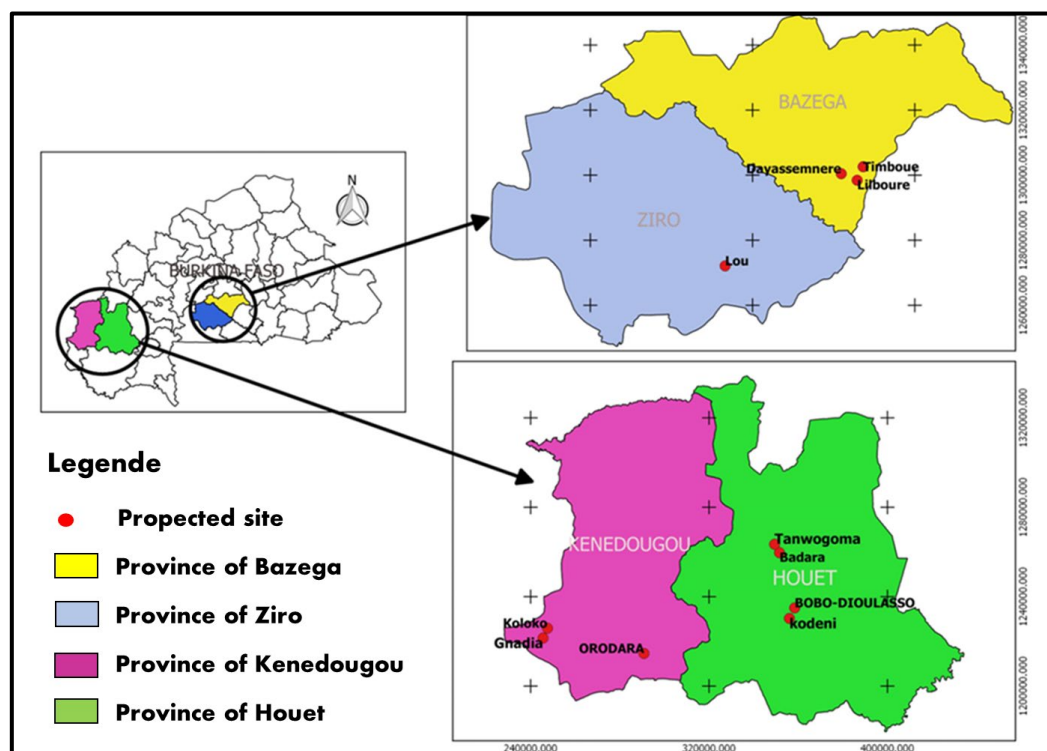 N
BURKINA FASO
BAZEGA
ZIRO
Dayassemnere
Timboue
Lilboure
Lou
1340000.000
1320000.000
1300000.000
1280000.000
1260000.000
KENEDOUGOU
HOUET
Tanwogoma
Badara
BOBO-DIOULASSO
kodeni
Koloko
Gnadia
ORODARA
1320000.000
1280000.000
1240000.000
1200000.000
240000.000
320000.000
400000.000
Legende
Propected site
Province of Bazega
Province of Ziro
Province of Kenedougou
Province of Houet